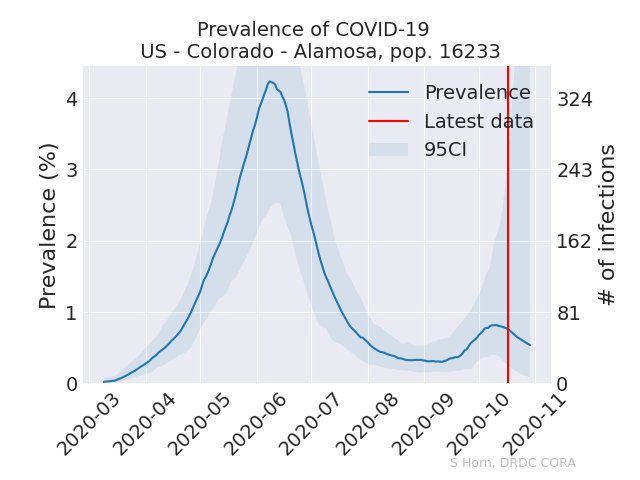 Prevalence of COVID-19
US - Colorado - Alamosa, pop. 16233
Prevalence (%)
4
3
2
1
0
324
243
162
81
0
# of infections
Prevalence
Latest data
95CI
2020-03
2020-04
2020-05
2020-06
2020-07
2020-08
2020-09
2020-10
2020-11
S Horn, DRDC CORA